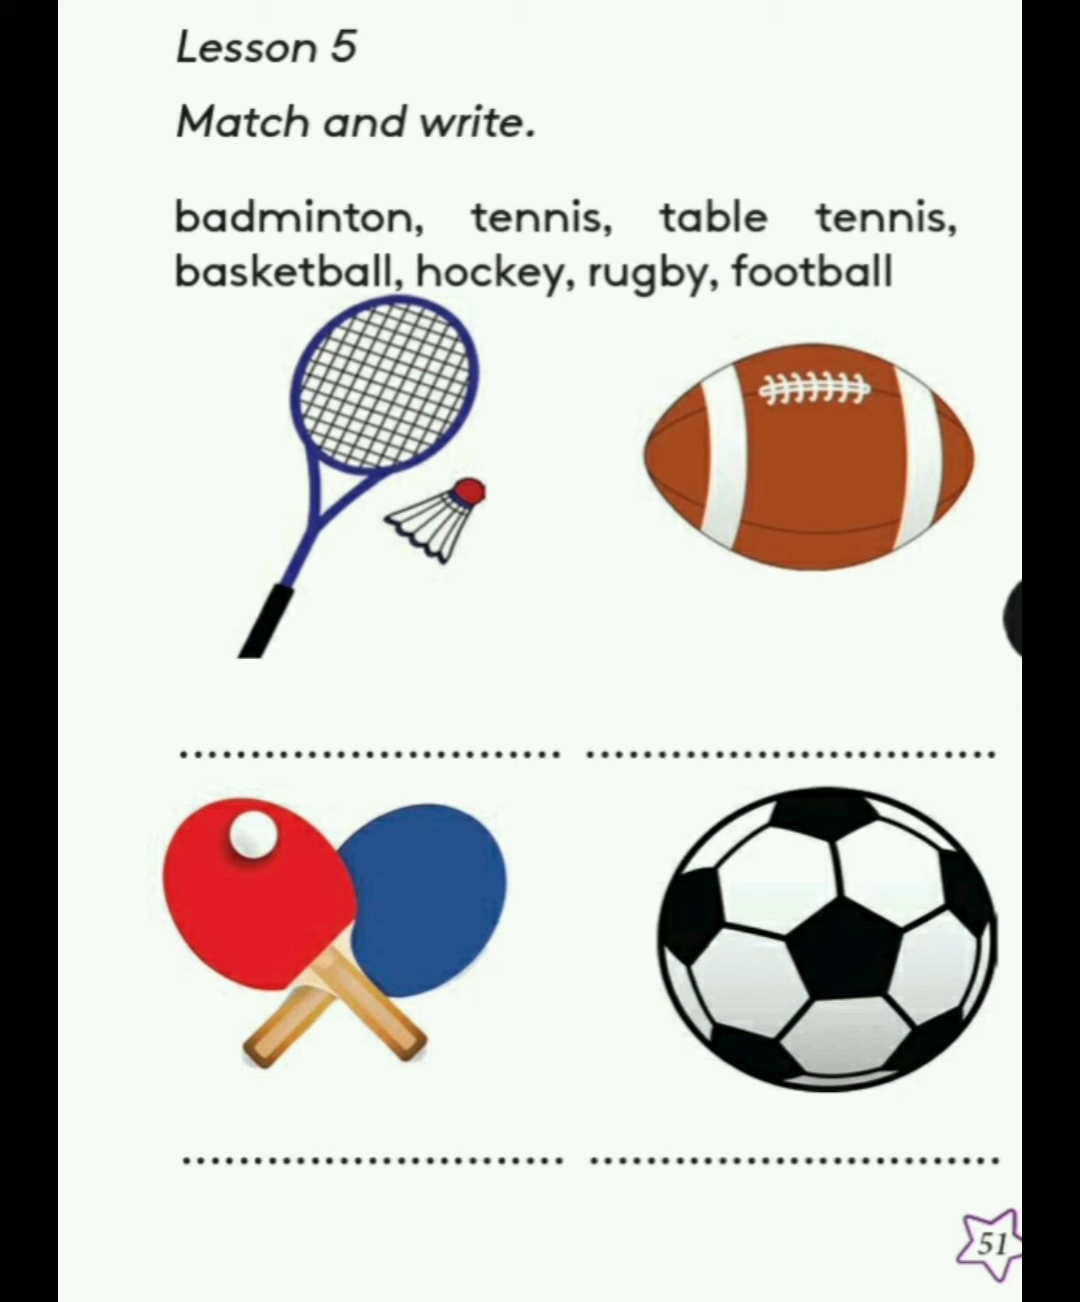 Lesson 5
Match and write.
badminton, tennis, table tennis,
basketball, hockey, rugby, football
51